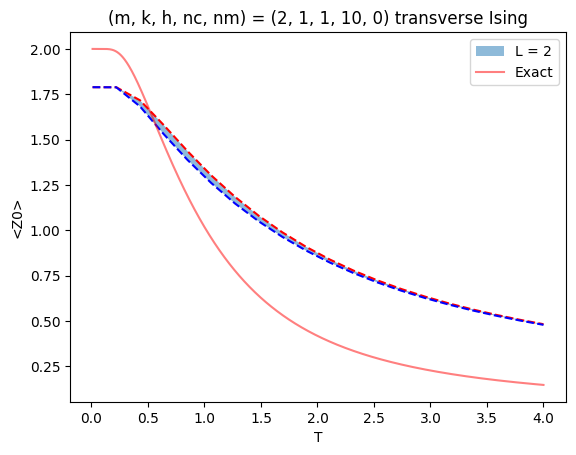 (m, k, h, nc, nm) = (2, 1, 1, 10, 0) transverse Ising
2.00
1.75
1.50
1.25
1.00
0.75
0.50
0.25
<Z0>
L = 2
Exact
0.0 0.5 1.0 1.5 2.0 2.5 3.0 3.5 4.0
T